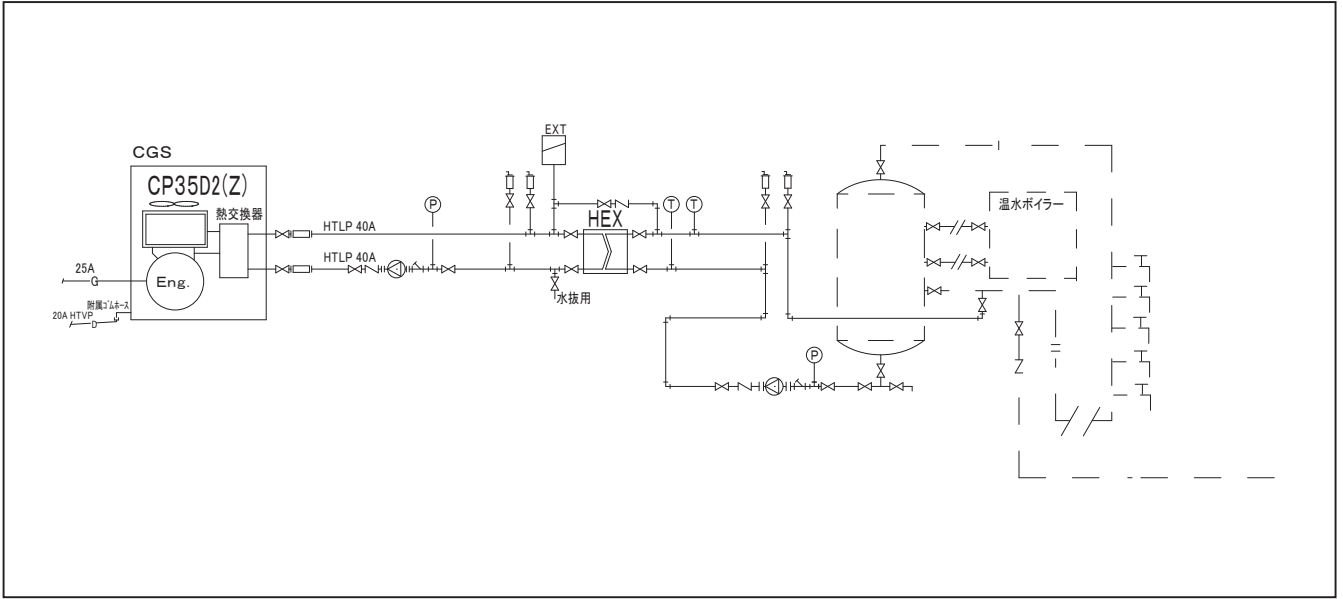 EXT
CGS
CP35D2(Z)
熱交換器
HTLP 40A
HEX
温水ボイラー
P
T
T
HTLP 40A
25A
G
Eng.
水抜用
附属ゴムホース
20A HTVP
D
P